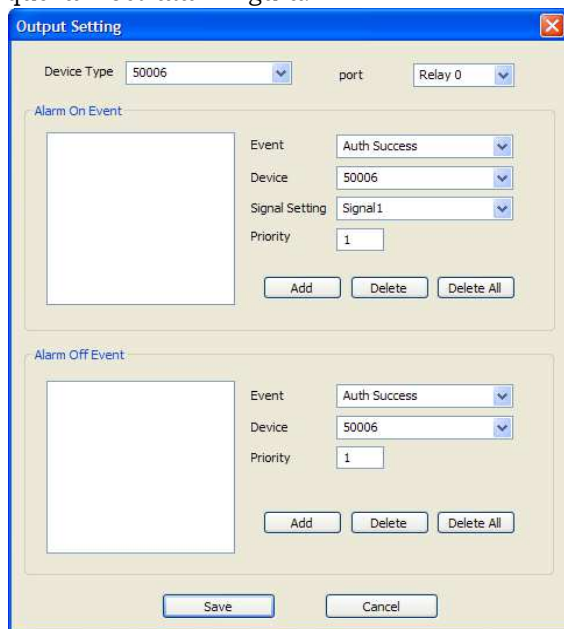 Output Setting
Device Type 50006 port Relay 0
Alarm On Event
Event Auth Success
Device 50006
Signal Setting Signal1
Priority 1
Add Delete Delete All
Alarm Off Event
Event Auth Success
Device 50006
Priority 1
Add Delete Delete All
Save Cancel